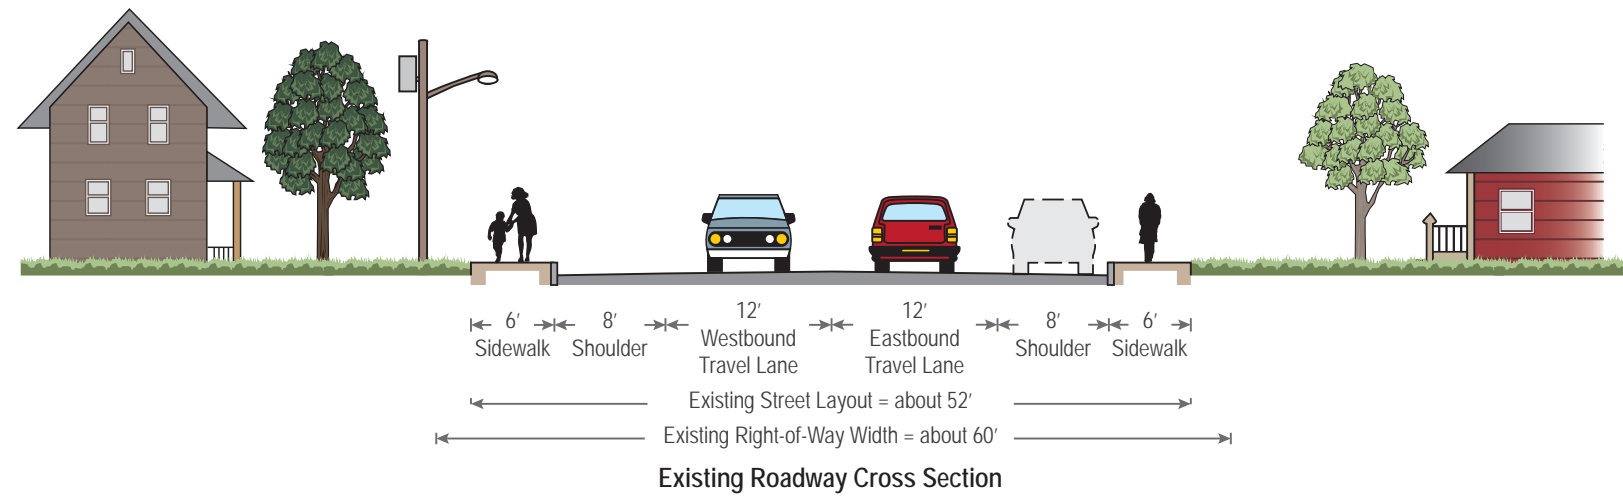 6′ 8′ 12′ 12′ 8′ 6′
Sidewalk Shoulder Westbound Eastbound Shoulder Sidewalk
Travel Lane Travel Lane
Existing Street Layout = about 52′
Existing Right-of-Way Width = about 60′
Existing Roadway Cross Section